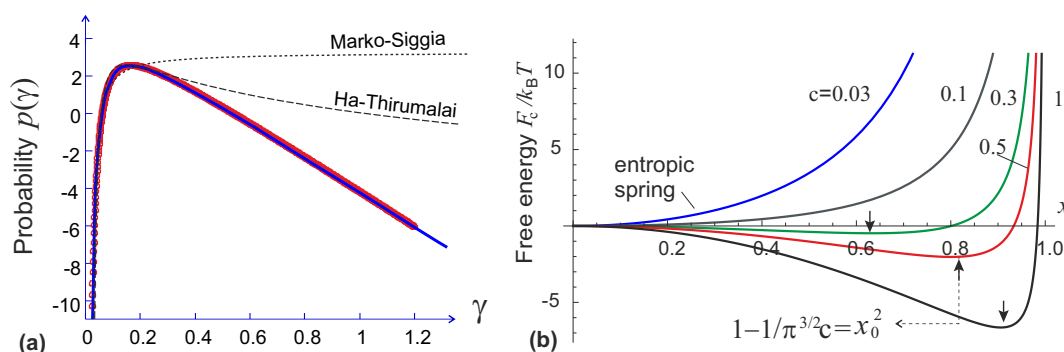 4
2
0
-2
-4
-6
-8
-10
Probability p(γ)
Marko-Siggia
Ha-Thirumalai
0 0.2 0.4 0.6 0.8 1.0 1.2
γ
(a)
10
5
-5
Free energy F_c/k_BT
c=0.03
0.1
0.3
1
0.5
entropic
spring
x
0.2 0.4 0.6 0.8 1.0
1−1/π^{3/2}c=x_0^2
(b)